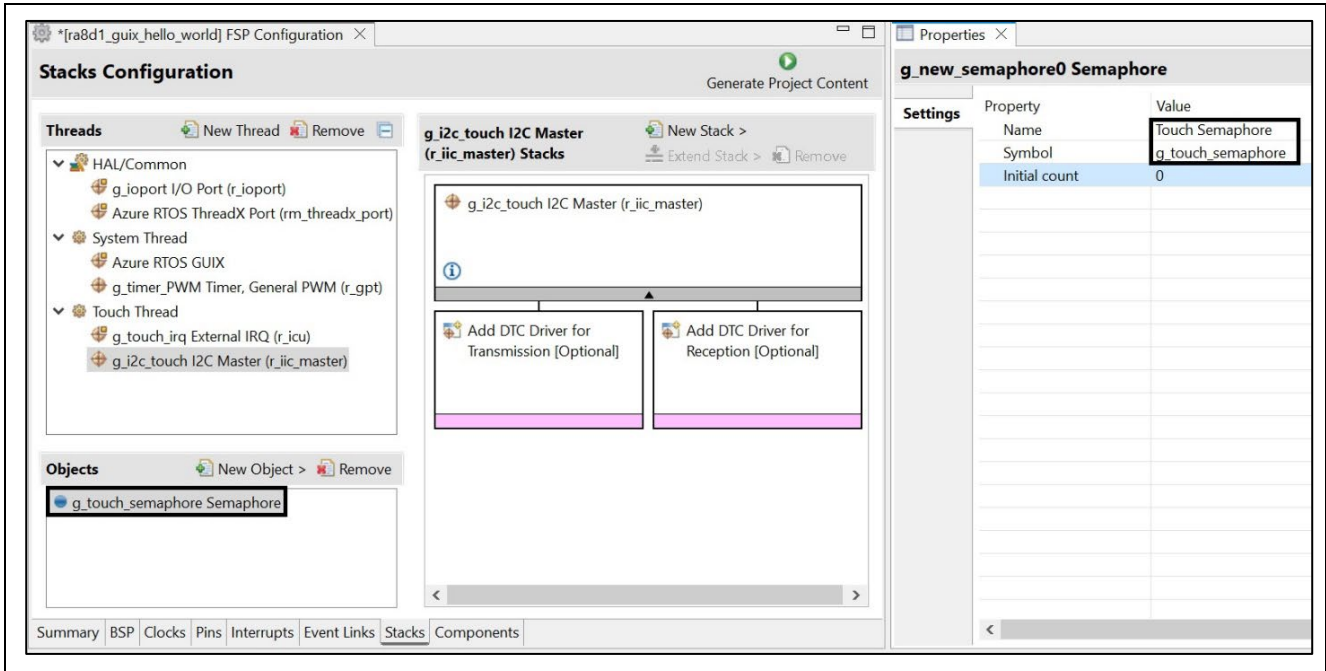 *[ra8d1_guix_hello_world] FSP Configuration
Stacks Configuration
Generate Project Content
Threads
New Thread
Remove
HAL/Common
g_ioport I/O Port (r_ioport)
Azure RTOS ThreadX Port (rm_threadx_port)
System Thread
Azure RTOS GUIX
g_timer_PWM Timer, General PWM (r_gpt)
Touch Thread
g_touch_irq External IRQ (r_icu)
g_i2c_touch I2C Master (r_iic_master)
Objects
New Object >
Remove
g_touch_semaphore Semaphore
g_i2c_touch I2C Master
(r_iic_master) Stacks
New Stack >
Extend Stack >
Remove
g_i2c_touch I2C Master (r_iic_master)
Add DTC Driver for
Transmission [Optional]
Add DTC Driver for
Reception [Optional]
Summary BSP Clocks Pins Interrupts Event Links Stacks Components
Properties
g_new_semaphore0 Semaphore
Settings
Property Value
Name Touch Semaphore
Symbol g_touch_semaphore
Initial count 0